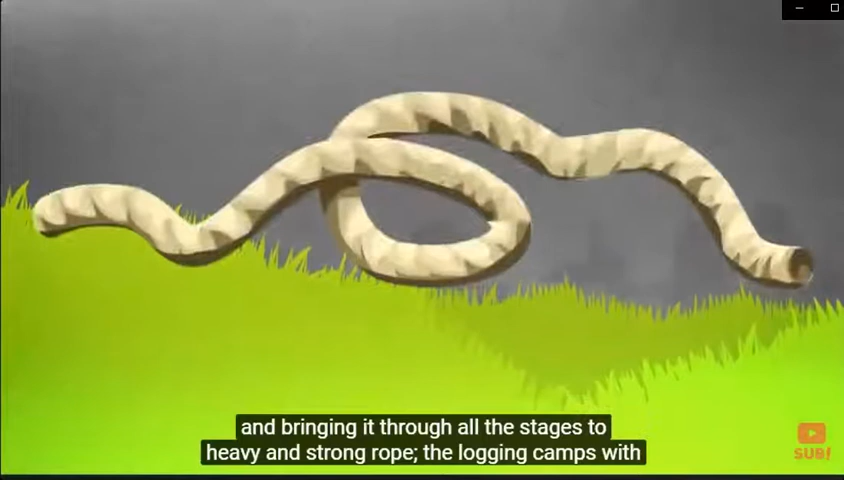 and bringing it through all the stages to
heavy and strong rope; the logging camps with
SUB!